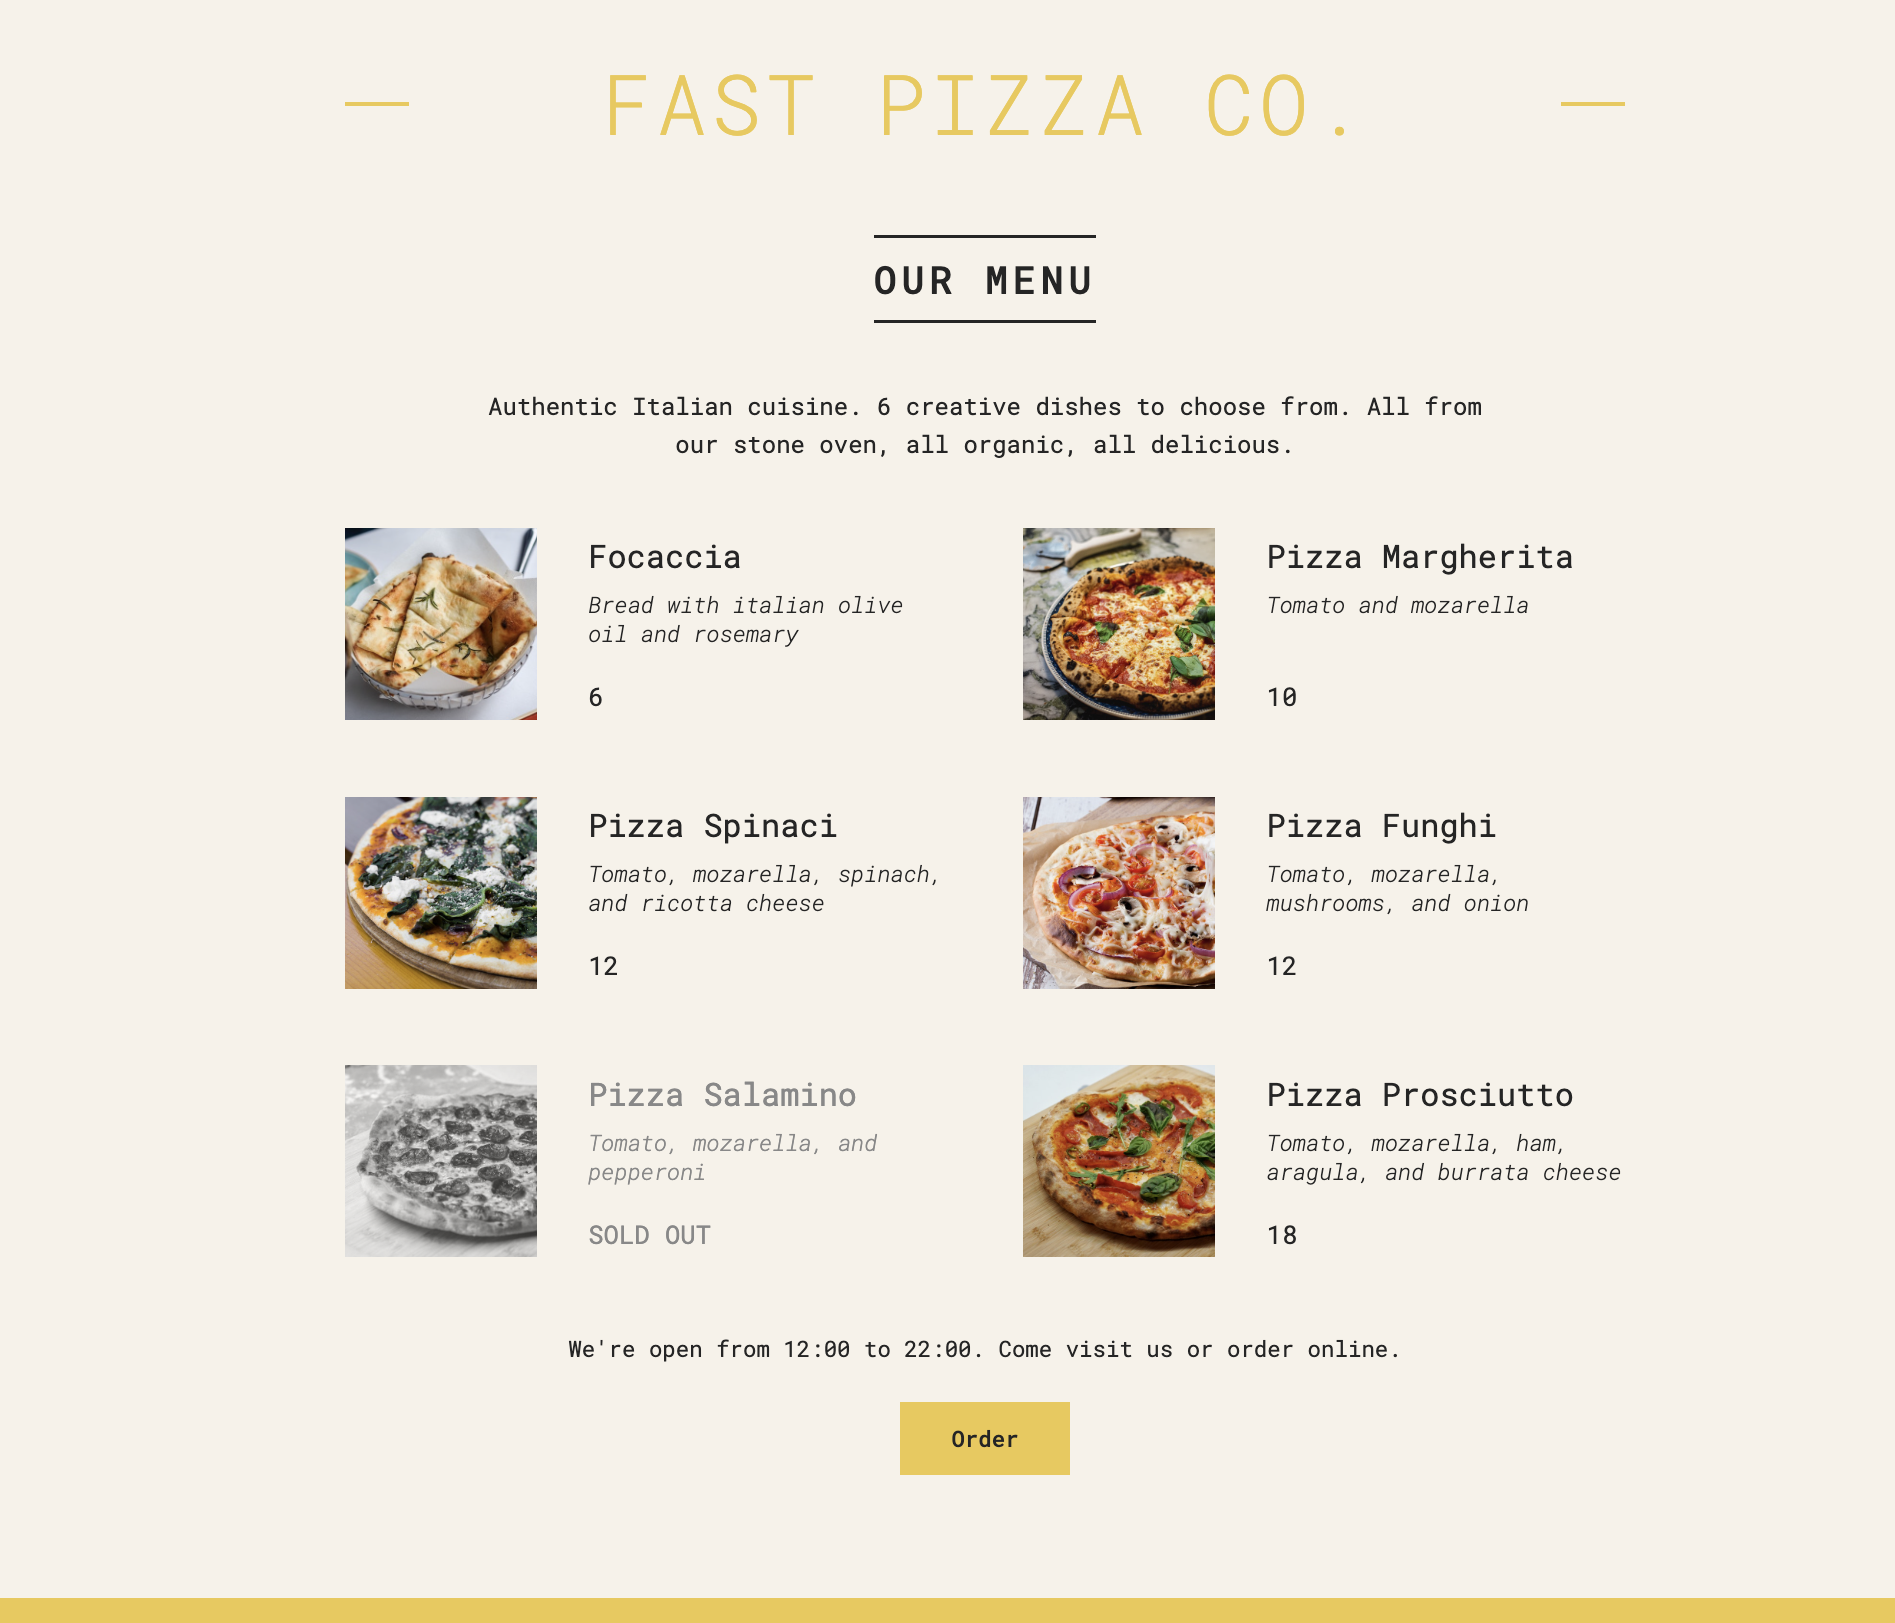 FAST PIZZA CO.
OUR MENU
Authentic Italian cuisine. 6 creative dishes to choose from. All from
our stone oven, all organic, all delicious.
Focaccia
Bread with italian olive
oil and rosemary
6
Pizza Margherita
Tomato and mozarella
10
Pizza Spinaci
Tomato, mozarella, spinach,
and ricotta cheese
12
Pizza Funghi
Tomato, mozarella,
mushrooms, and onion
12
Pizza Salamino
Tomato, mozarella, and
pepperoni
SOLD OUT
Pizza Prosciutto
Tomato, mozarella, ham,
aragula, and burrata cheese
18
We're open from 12:00 to 22:00. Come visit us or order online.
Order